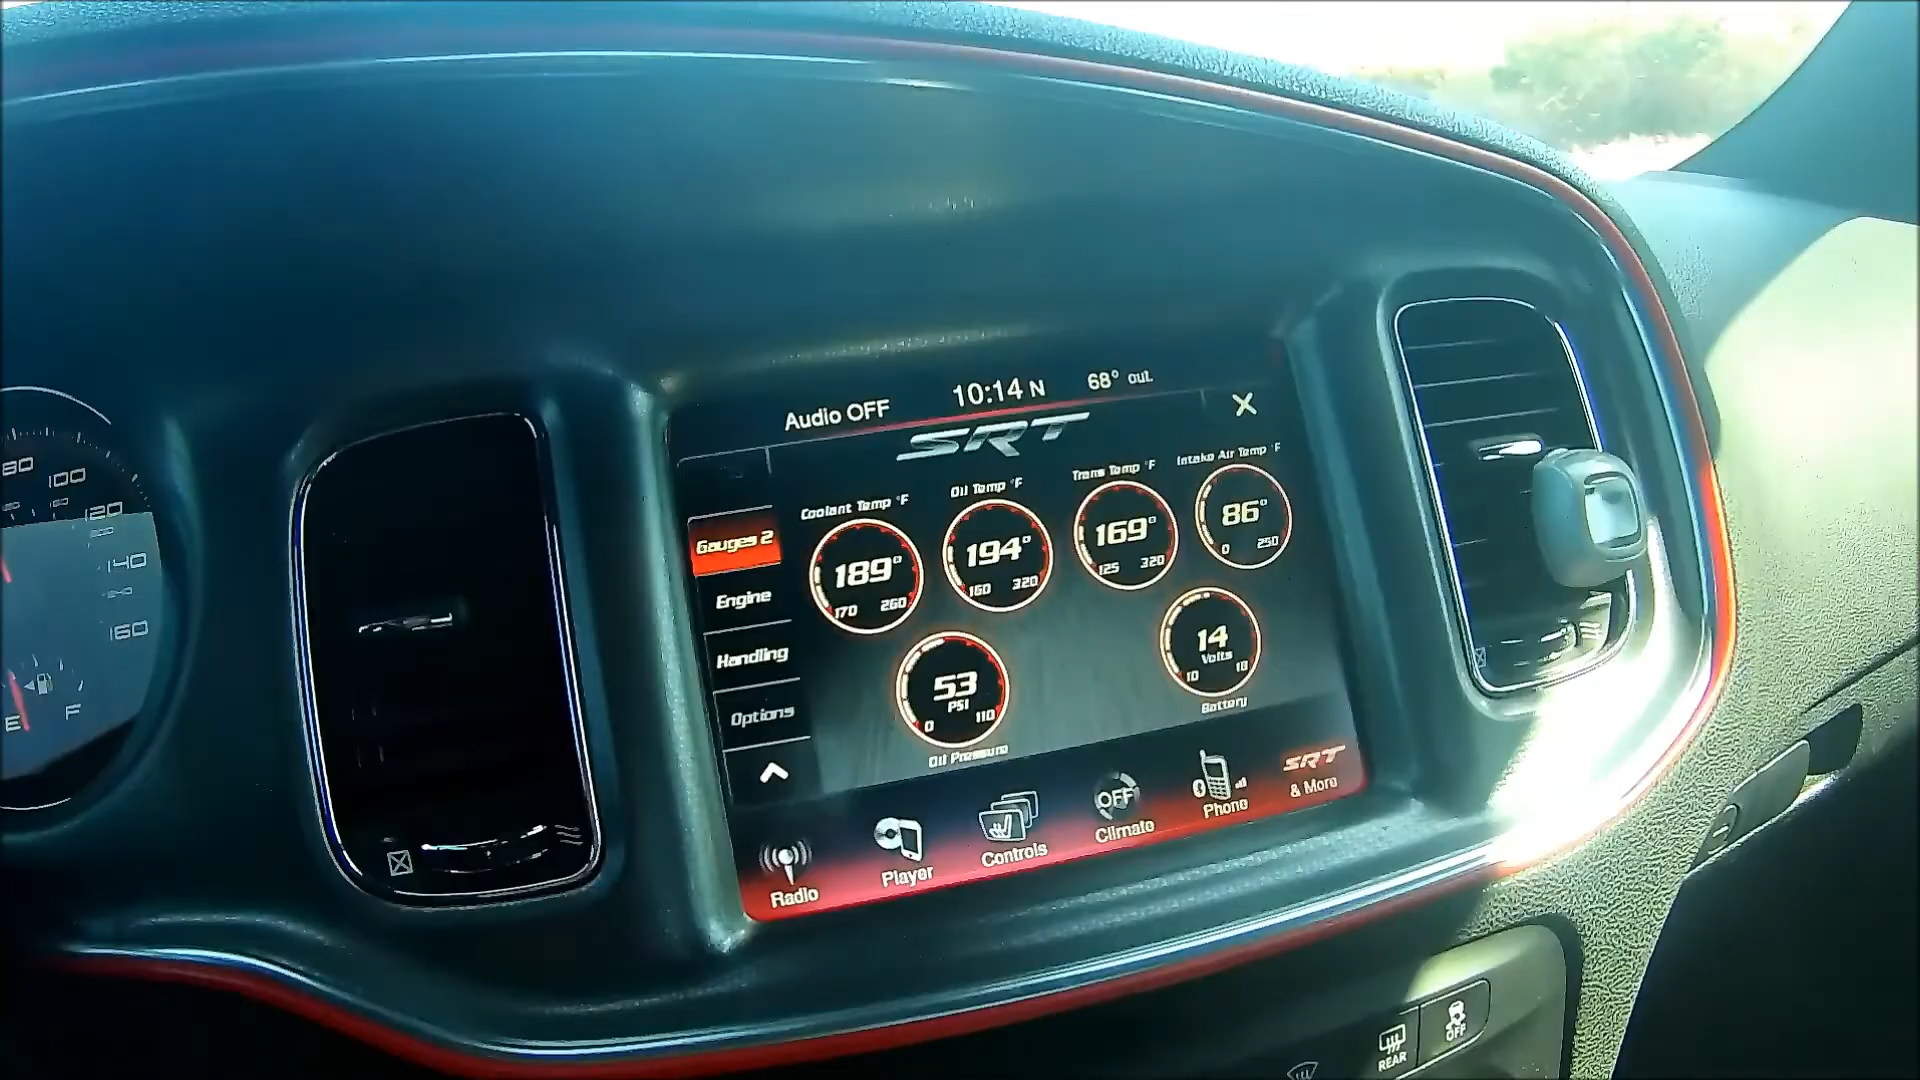 Audio OFF
10:14 N
68° out
SRT
Gauges 2
Engine
Handling
Options
Coolant Temp °F
189°
170 260
Oil Temp °F
194°
160 320
Trans Temp °F
169°
125 320
Intake Air Temp °F
86°
0 250
53
PSI
0 110
Oil Pressure
14
Volts
10 18
Battery
Radio
Player
Controls
OFF
Climate
Phone
SRT
& More
80
100
120
140
160
E
F
REAR
OFF